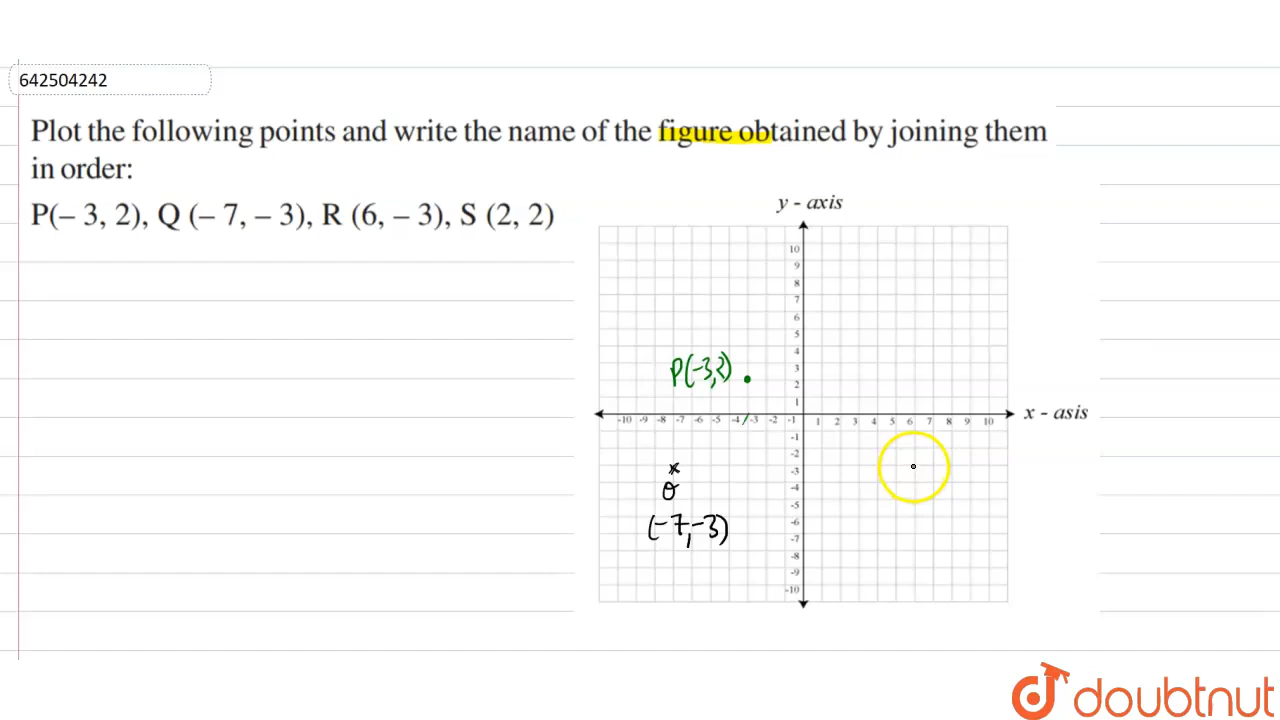 642504242
Plot the following points and write the name of the figure obtained by joining them
in order:
P(– 3, 2), Q (– 7, – 3), R (6, – 3), S (2, 2)
y - axis
10
9
8
7
6
5
4
P(-3,2)
3
2
1
-10 -9 -8 -7 -6 -5 -4 -3 -2 -1 1 2 3 4 5 6 7 8 9 10
x - asis
-1
-2
-3
-4
-5
(-7,-3)
-6
-7
-8
-9
-10
doubtnut